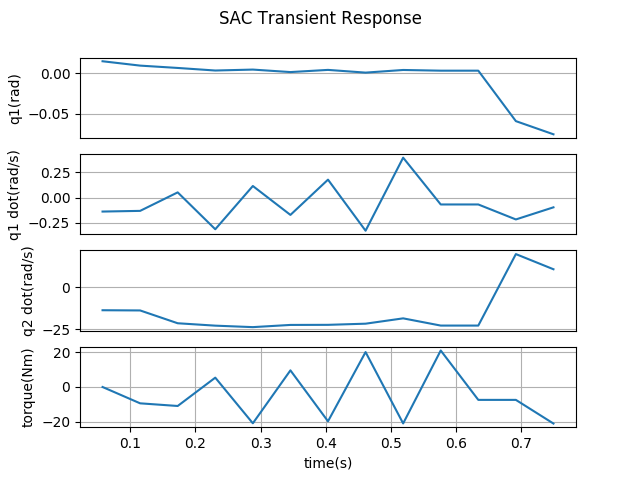 SAC Transient Response
0.00
−0.05
q1(rad)
0.25
0.00
−0.25
q1 dot(rad/s)
0
−25
q2 dot(rad/s)
20
0
−20
torque(Nm)
0.1 0.2 0.3 0.4 0.5 0.6 0.7
time(s)